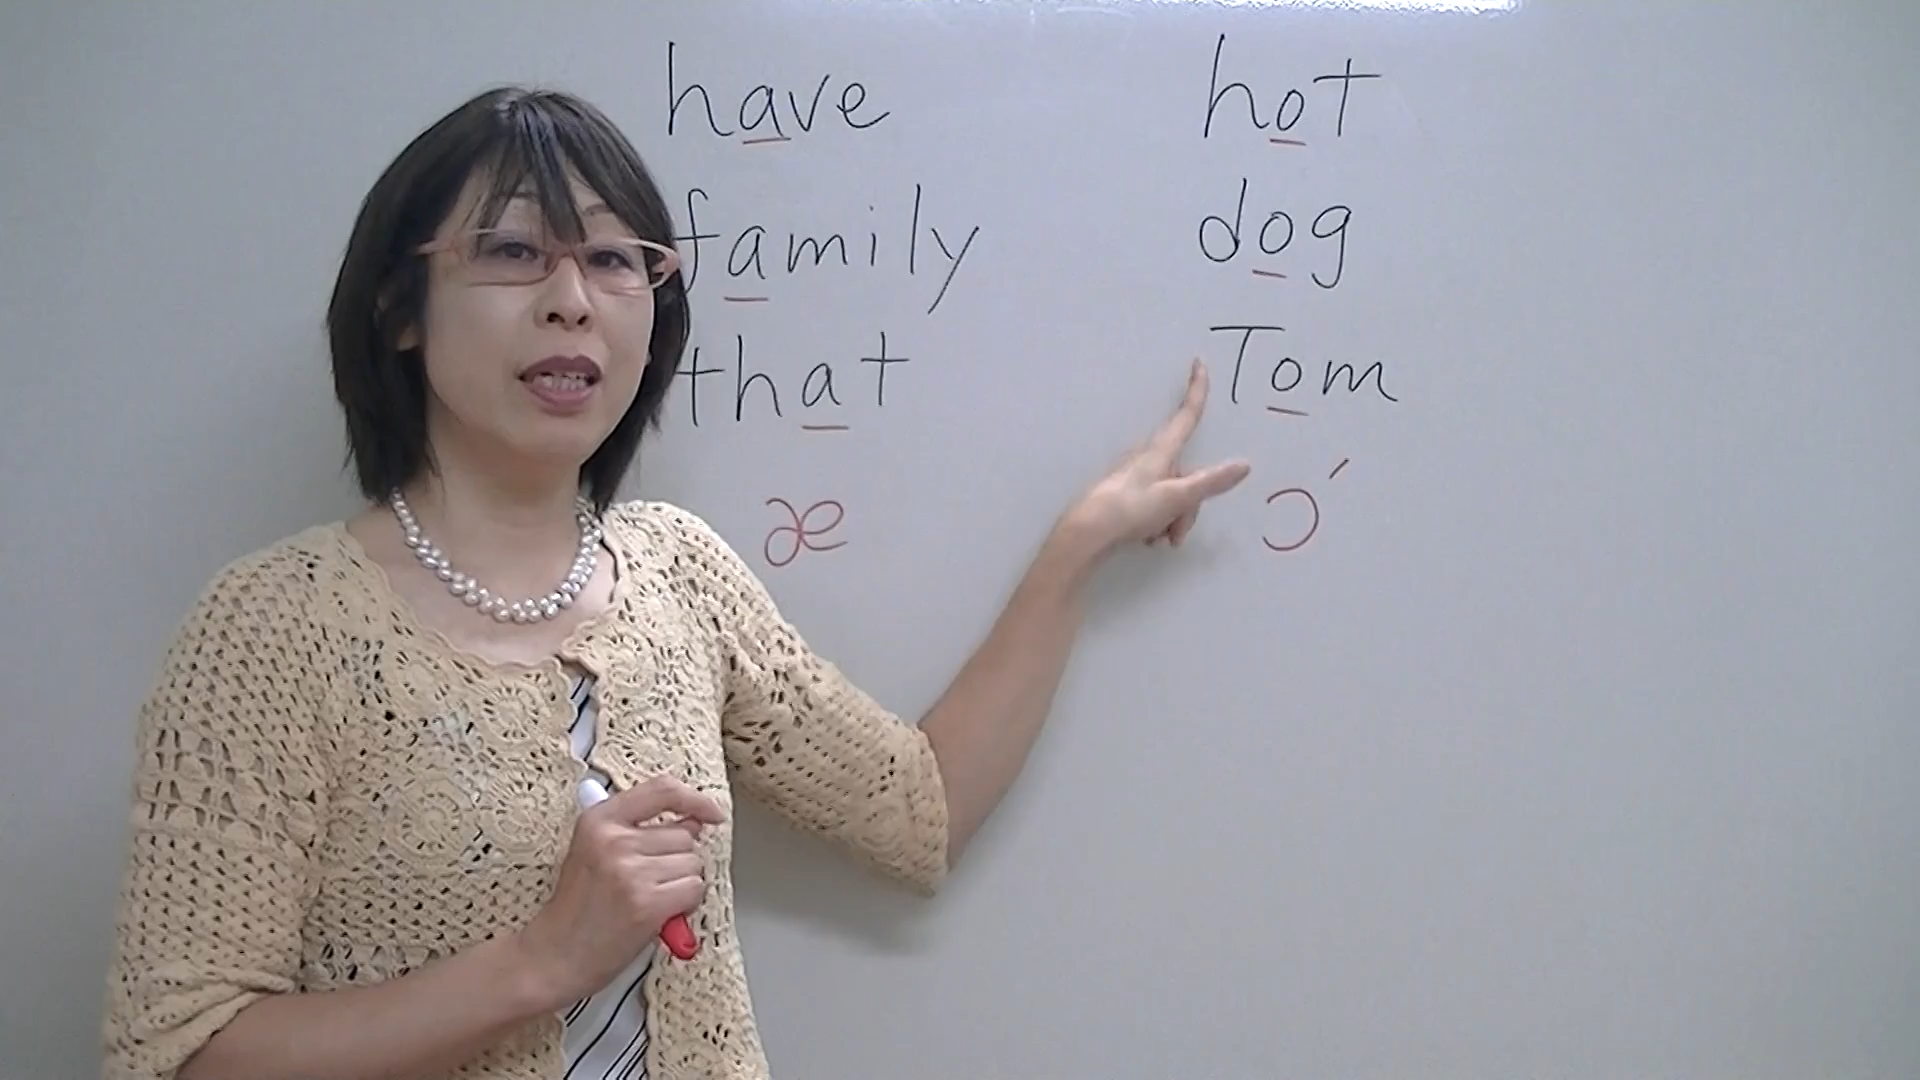 have
family
that
æ
hot
dog
Tom
ɔ́